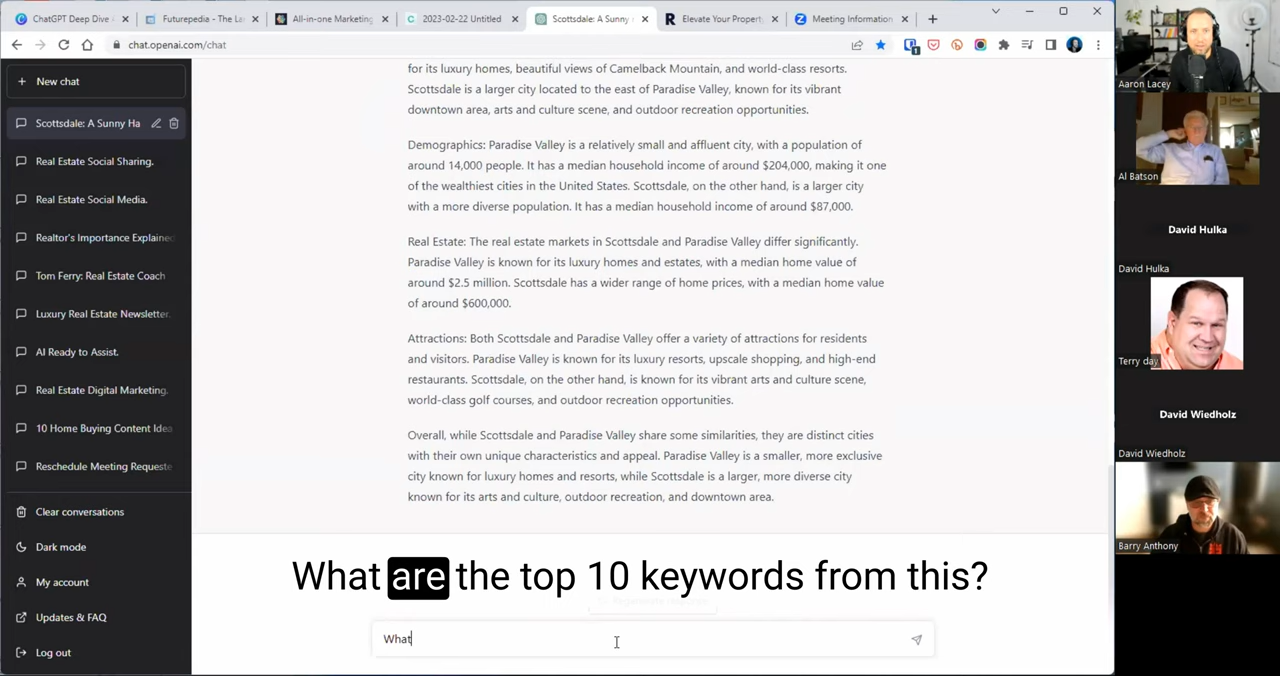 ChatGPT Deep Dive
Futurepedia - The La
All-in-one Marketing
2023-02-22 Untitled
Scottsdale: A Sunny
Elevate Your Property
Meeting Information
chat.openai.com/chat
New chat
Scottsdale: A Sunny Ha
Real Estate Social Sharing.
Real Estate Social Media.
Realtor's Importance Explained
Tom Ferry: Real Estate Coach
Luxury Real Estate Newsletter.
AI Ready to Assist.
Real Estate Digital Marketing.
10 Home Buying Content Idea
Reschedule Meeting Requeste
Clear conversations
Dark mode
My account
Updates & FAQ
Log out
for its luxury homes, beautiful views of Camelback Mountain, and world-class resorts.
Scottsdale is a larger city located to the east of Paradise Valley, known for its vibrant
downtown area, arts and culture scene, and outdoor recreation opportunities.
Demographics: Paradise Valley is a relatively small and affluent city, with a population of
around 14,000 people. It has a median household income of around $204,000, making it one
of the wealthiest cities in the United States. Scottsdale, on the other hand, is a larger city
with a more diverse population. It has a median household income of around $87,000.
Real Estate: The real estate markets in Scottsdale and Paradise Valley differ significantly.
Paradise Valley is known for its luxury homes and estates, with a median home value of
around $2.5 million. Scottsdale has a wider range of home prices, with a median home value
of around $600,000.
Attractions: Both Scottsdale and Paradise Valley offer a variety of attractions for residents
and visitors. Paradise Valley is known for its luxury resorts, upscale shopping, and high-end
restaurants. Scottsdale, on the other hand, is known for its vibrant arts and culture scene,
world-class golf courses, and outdoor recreation opportunities.
Overall, while Scottsdale and Paradise Valley share some similarities, they are distinct cities
with their own unique characteristics and appeal. Paradise Valley is a smaller, more exclusive
city known for luxury homes and resorts, while Scottsdale is a larger, more diverse city
known for its arts and culture, outdoor recreation, and downtown area.
What are the top 10 keywords from this?
What
Aaron Lacey
Al Batson
David Hulka
David Hulka
Terry day
David Wiedholz
David Wiedholz
Barry Anthony